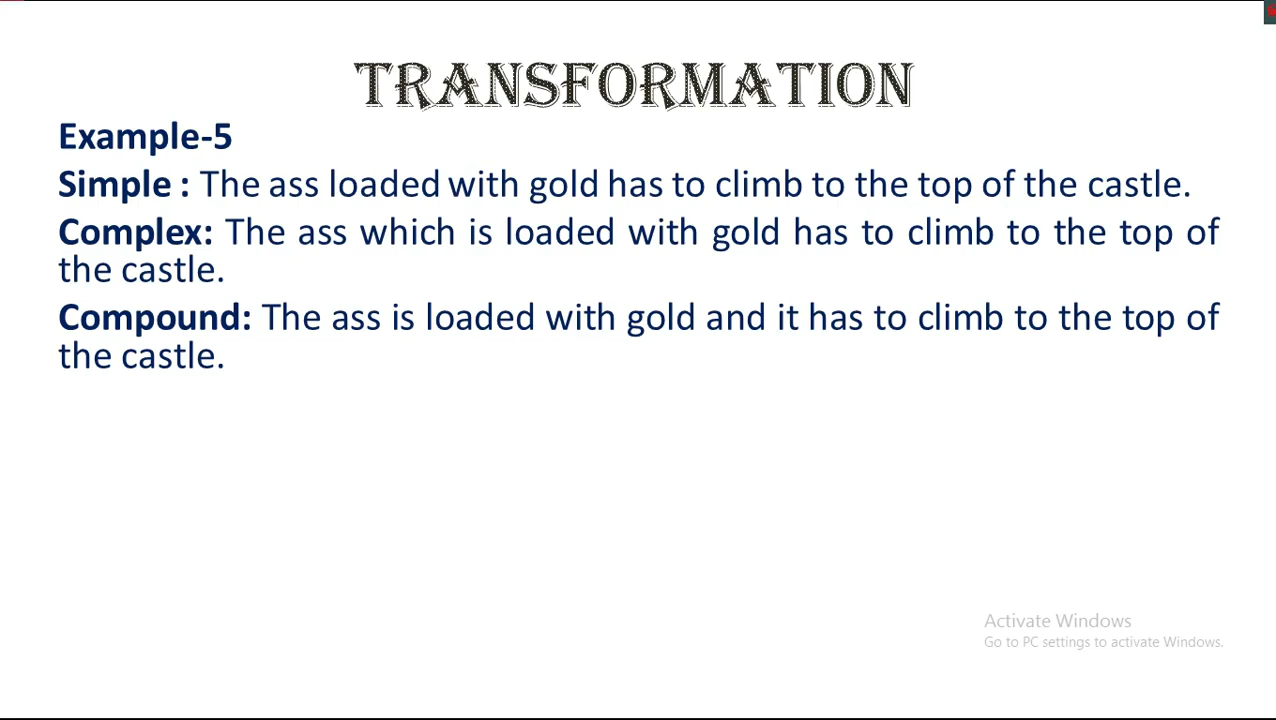 TRANSFORMATION
Example-5
Simple : The ass loaded with gold has to climb to the top of the castle.
Complex: The ass which is loaded with gold has to climb to the top of
the castle.
Compound: The ass is loaded with gold and it has to climb to the top of
the castle.
Activate Windows
Go to PC settings to activate Windows.